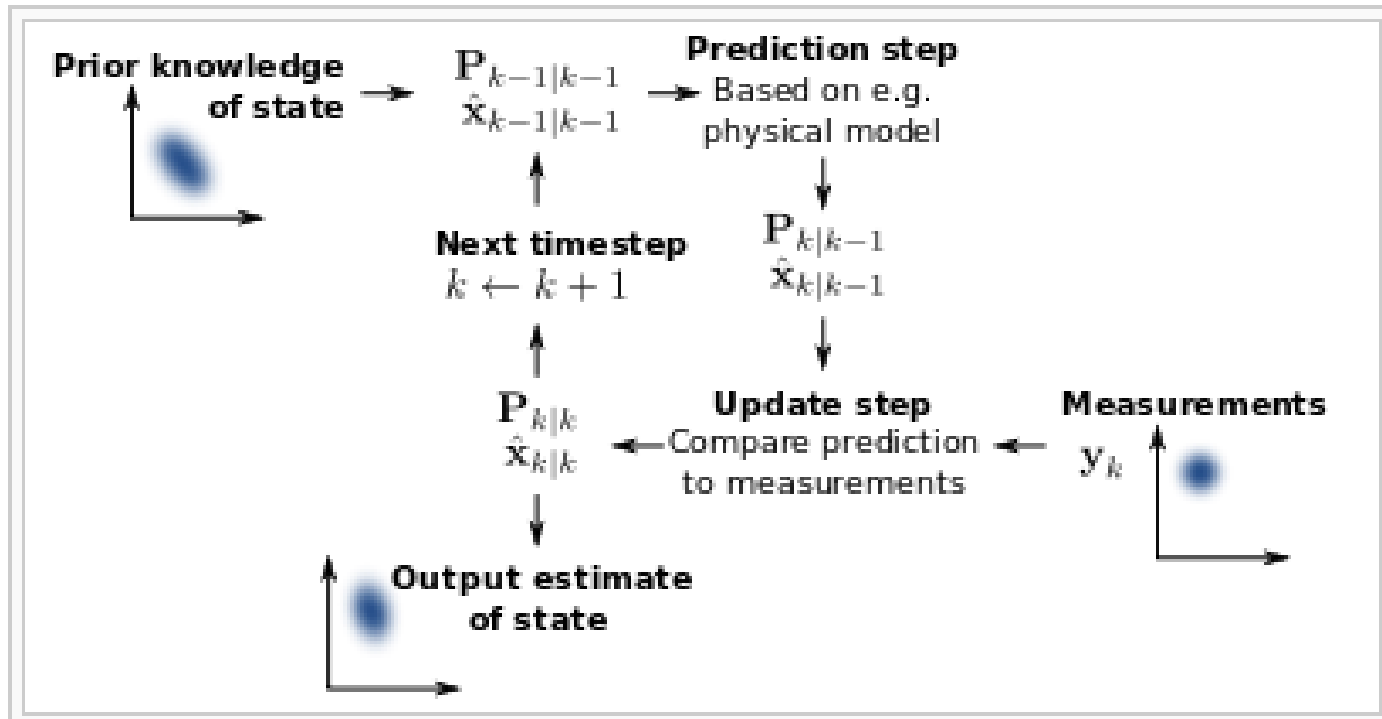 Prior knowledge
of state
P_{k−1|k−1}
x̂_{k−1|k−1}
Prediction step
Based on e.g.
physical model
P_{k|k−1}
x̂_{k|k−1}
Next timestep
k ← k + 1
P_{k|k}
x̂_{k|k}
Update step
Compare prediction
to measurements
Measurements
y_k
Output estimate
of state